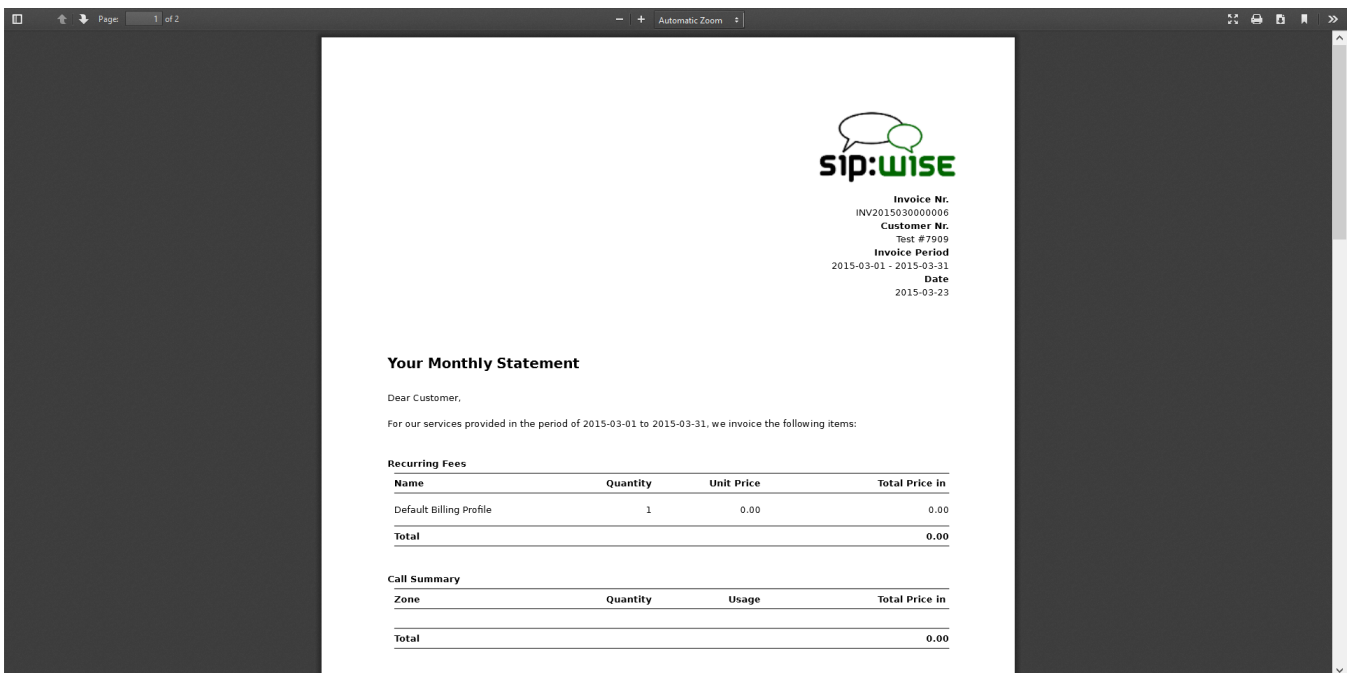 Page: 1 of 2 Automatic Zoom
sip:wise
Invoice Nr.
INV2015030000006
Customer Nr.
Test #7909
Invoice Period
2015-03-01 - 2015-03-31
Date
2015-03-23
Your Monthly Statement
Dear Customer,
For our services provided in the period of 2015-03-01 to 2015-03-31, we invoice the following items:
Recurring Fees
Name Quantity Unit Price Total Price in
Default Billing Profile 1 0.00 0.00
Total 0.00
Call Summary
Zone Quantity Usage Total Price in
Total 0.00